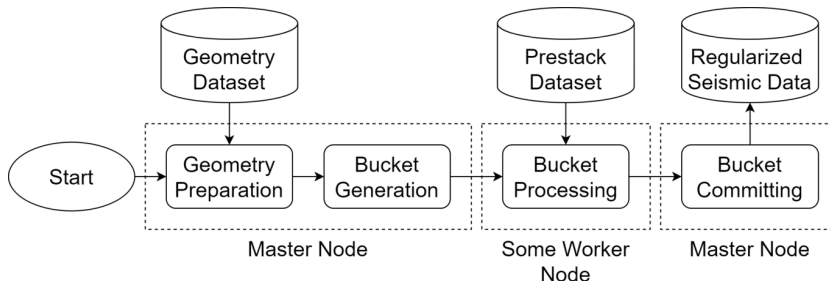 Geometry
Dataset
Prestack
Dataset
Regularized
Seismic Data
Start
Geometry
Preparation
Bucket
Generation
Bucket
Processing
Bucket
Committing
Master Node
Some Worker
Node
Master Node